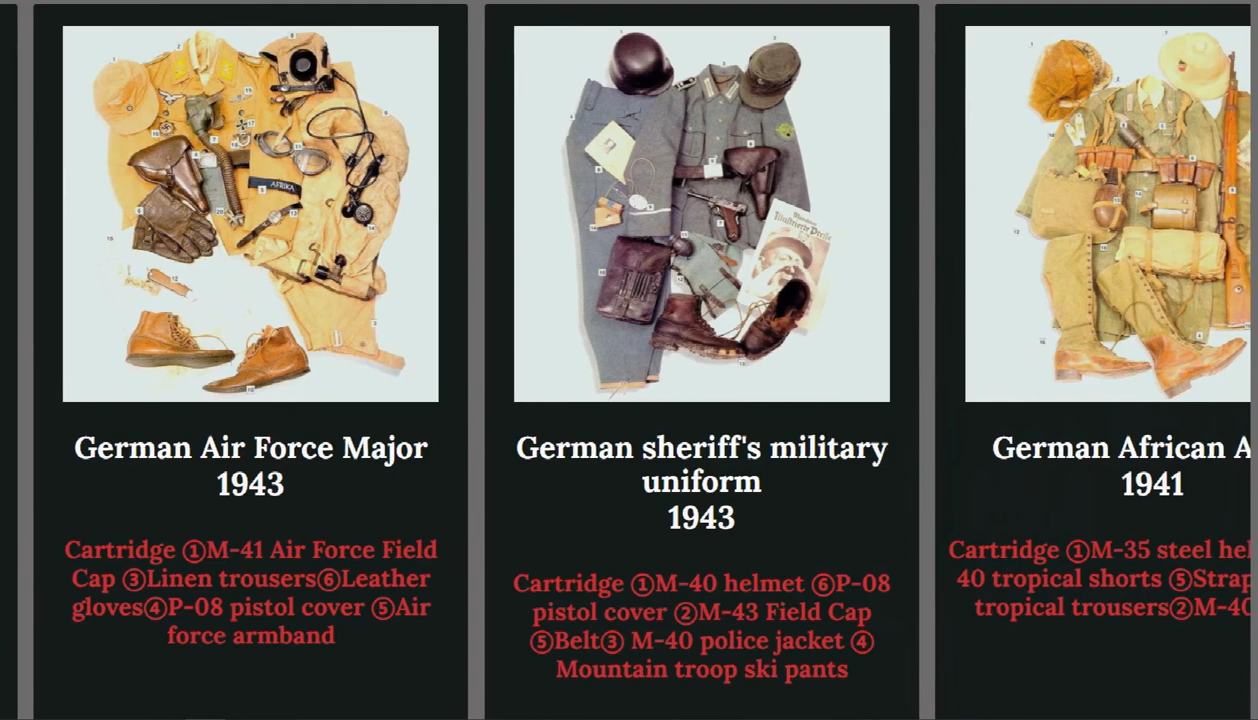 AFRIKA
Illustrierte
German Air Force Major
1943
Cartridge ①M-41 Air Force Field
Cap ③Linen trousers⑥Leather
gloves④P-08 pistol cover ⑤Air
force armband
German sheriff's military
uniform
1943
Cartridge ①M-40 helmet ⑥P-08
pistol cover ②M-43 Field Cap
⑤Belt③ M-40 police jacket ④
Mountain troop ski pants
German African A
1941
Cartridge ①M-35 steel hel
40 tropical shorts ⑤Strap
tropical trousers②M-40